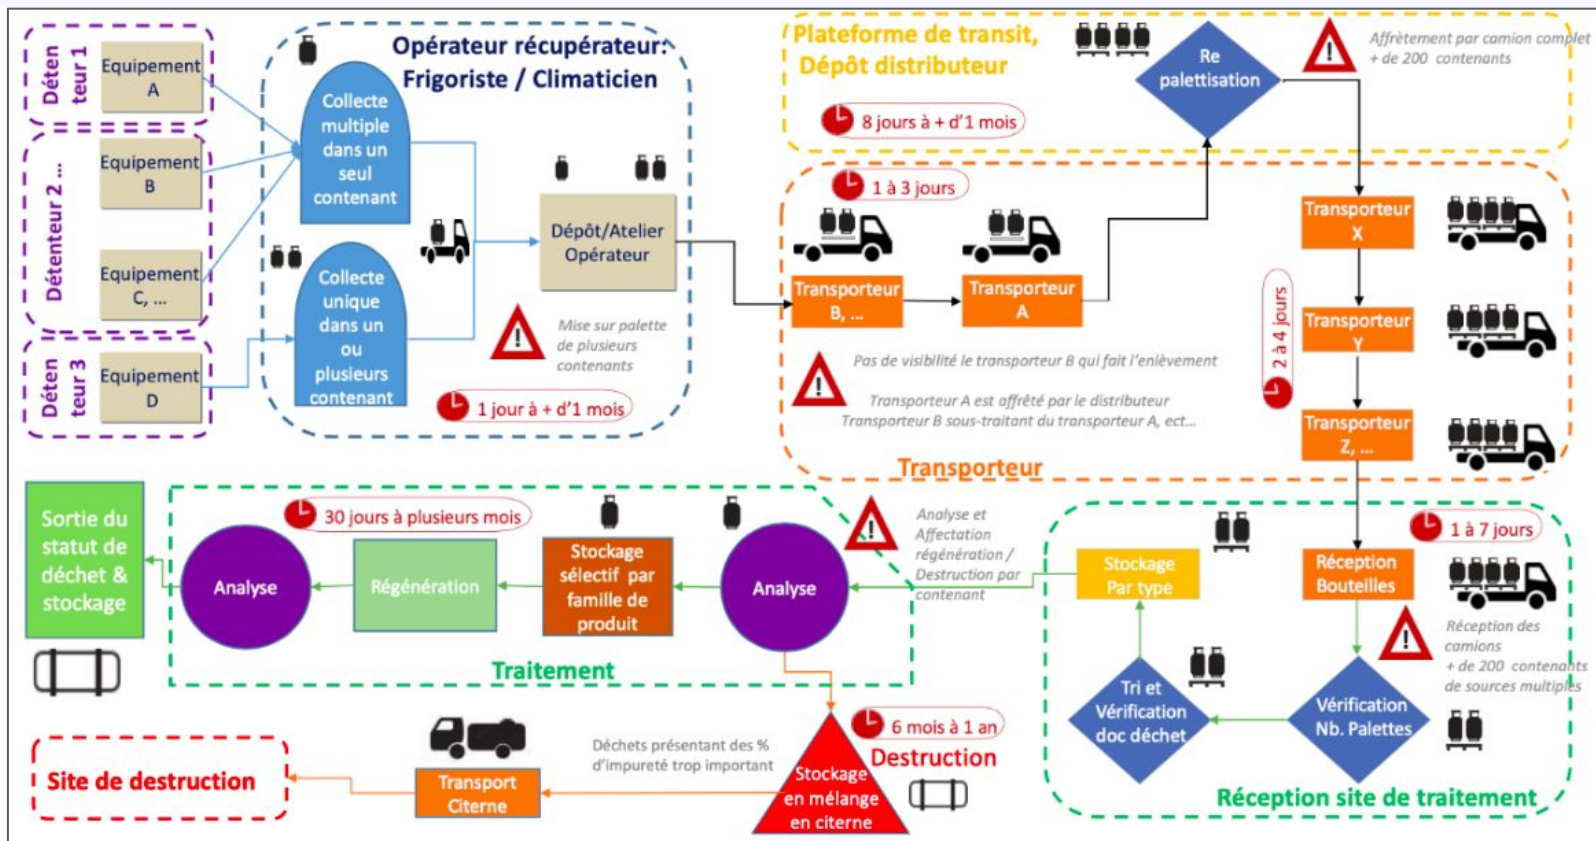 Déten
teur 1
Equipement
A
Détenteur 2 ...
Equipement
B
Equipement
C, ...
Déten
teur 3
Equipement
D
Opérateur récupérateur:
Frigoriste / Climaticien
Collecte
multiple
dans un
seul
contenant
Collecte
unique
dans un
ou
plusieurs
contenant
Dépôt/Atelier
Opérateur
Mise sur palette
de plusieurs
contenants
1 jour à + d'1 mois
Plateforme de transit,
Dépôt distributeur
8 jours à + d'1 mois
Re
palettisation
Affrètement par camion complet
+ de 200 contenants
1 à 3 jours
Transporteur
B, ...
Transporteur
A
Pas de visibilité le transporteur B qui fait l'enlèvement
Transporteur A est affrêté par le distributeur
Transporteur B sous-traitant du transporteur A, ect...
Transporteur
Transporteur
X
Transporteur
Y
Transporteur
Z, ...
2 à 4 jours
1 à 7 jours
Réception
Bouteilles
Réception des
camions
+ de 200 contenants
de sources multiples
Vérification
Nb. Palettes
Tri et
Vérification
doc déchet
Stockage
Par type
Réception site de traitement
Analyse et
Affectation
régénération /
Destruction par
contenant
Analyse
Stockage
sélectif par
famille de
produit
Régénération
Analyse
30 jours à plusieurs mois
Traitement
Sortie du
statut de
déchet &
stockage
6 mois à 1 an
Destruction
Stockage
en mélange
en citerne
Déchets présentant des %
d'impureté trop important
Transport
Citerne
Site de destruction